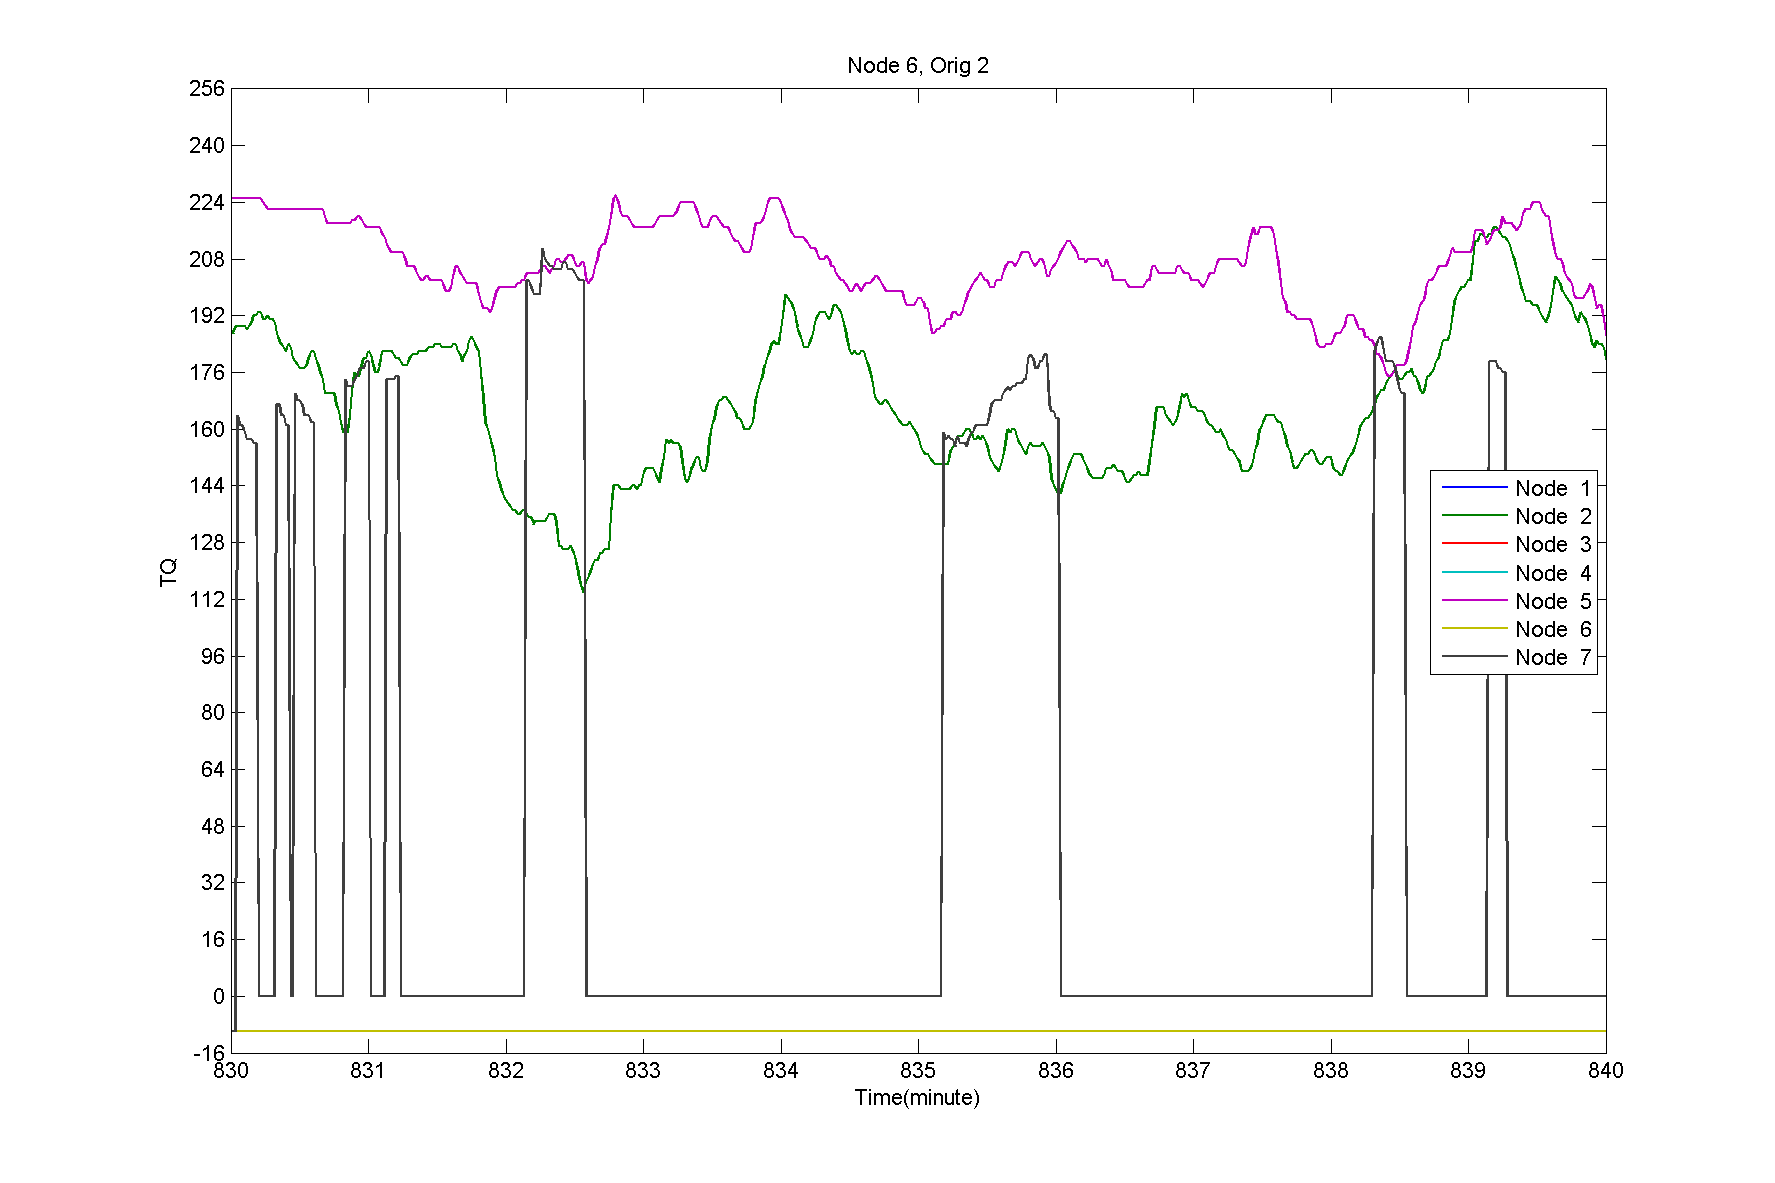 Node 6, Orig 2
256
240
224
208
192
176
160
144
128
112
96
80
64
48
32
16
0
-16
TQ
Node 1
Node 2
Node 3
Node 4
Node 5
Node 6
Node 7
830 831 832 833 834 835 836 837 838 839 840
Time(minute)